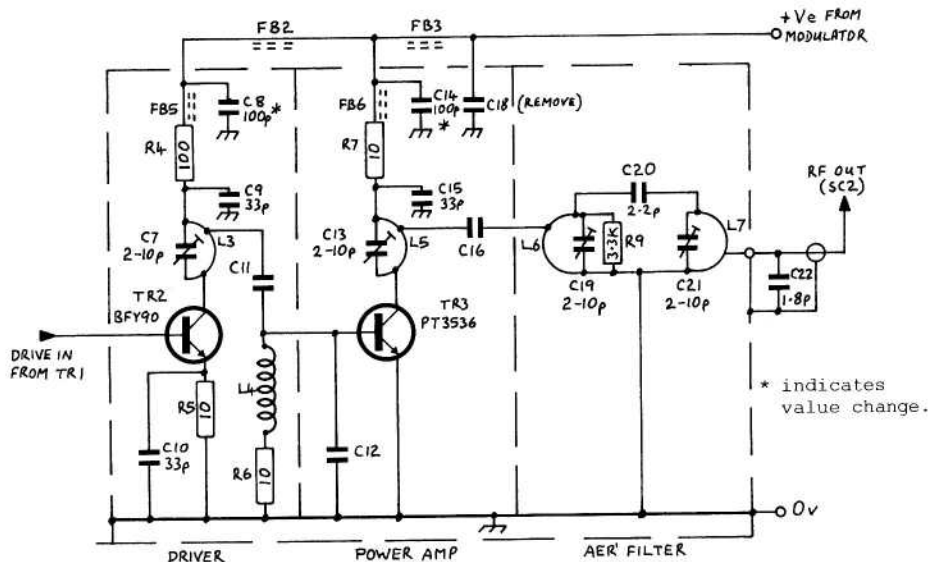 FB2
FB3
+Ve FROM
MODULATOR
FB5
C8
100p*
R4
100
C9
33p
C7
2-10p
L3
C11
TR2
BFY90
DRIVE IN
FROM TR1
R5
10
C10
33p
L4
R6
10
FB6
C14
100p
*
C18 (REMOVE)
R7
10
C15
33p
C13
2-10p
L5
C16
TR3
PT3536
C12
C20
2·2p
L6
R9
3·3K
C19
2-10p
L7
C21
2-10p
RF OUT
(SC2)
C22
1·8p
* indicates
value change.
0v
DRIVER
POWER AMP
AER' FILTER